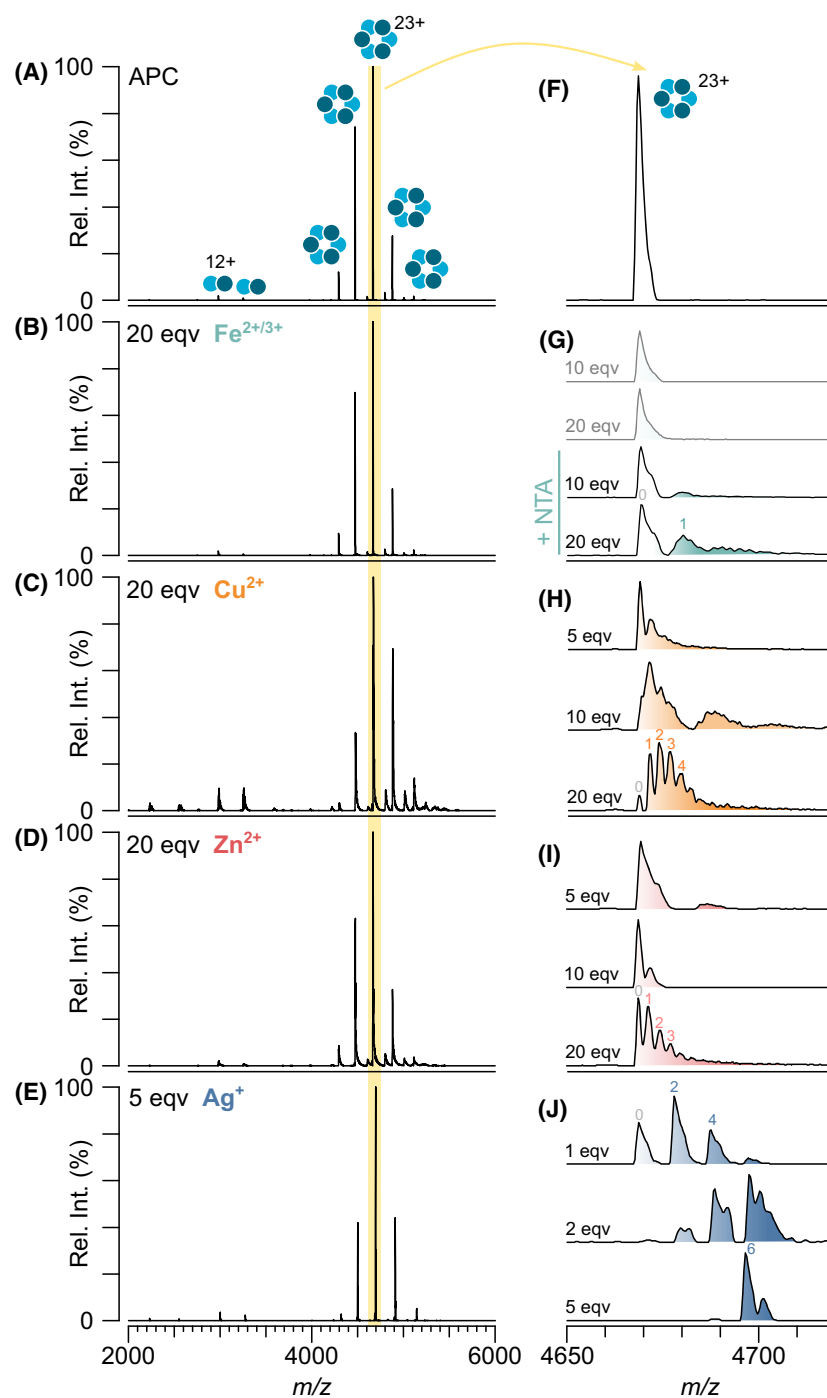 (A)
APC
100
Rel. Int. (%)
0
12+
23+
(F)
23+
(B)
20 eqv Fe2+/3+
100
Rel. Int. (%)
0
(G)
10 eqv
20 eqv
+ NTA
10 eqv
0
1
20 eqv
(C)
20 eqv Cu2+
100
Rel. Int. (%)
0
(H)
5 eqv
10 eqv
0
1
2
3
4
20 eqv
(D)
20 eqv Zn2+
100
Rel. Int. (%)
0
(I)
5 eqv
10 eqv
0
1
2
3
20 eqv
(E)
5 eqv Ag+
100
Rel. Int. (%)
0
2000 4000 6000
m/z
(J)
0
2
4
1 eqv
2 eqv
6
5 eqv
4650 4700
m/z